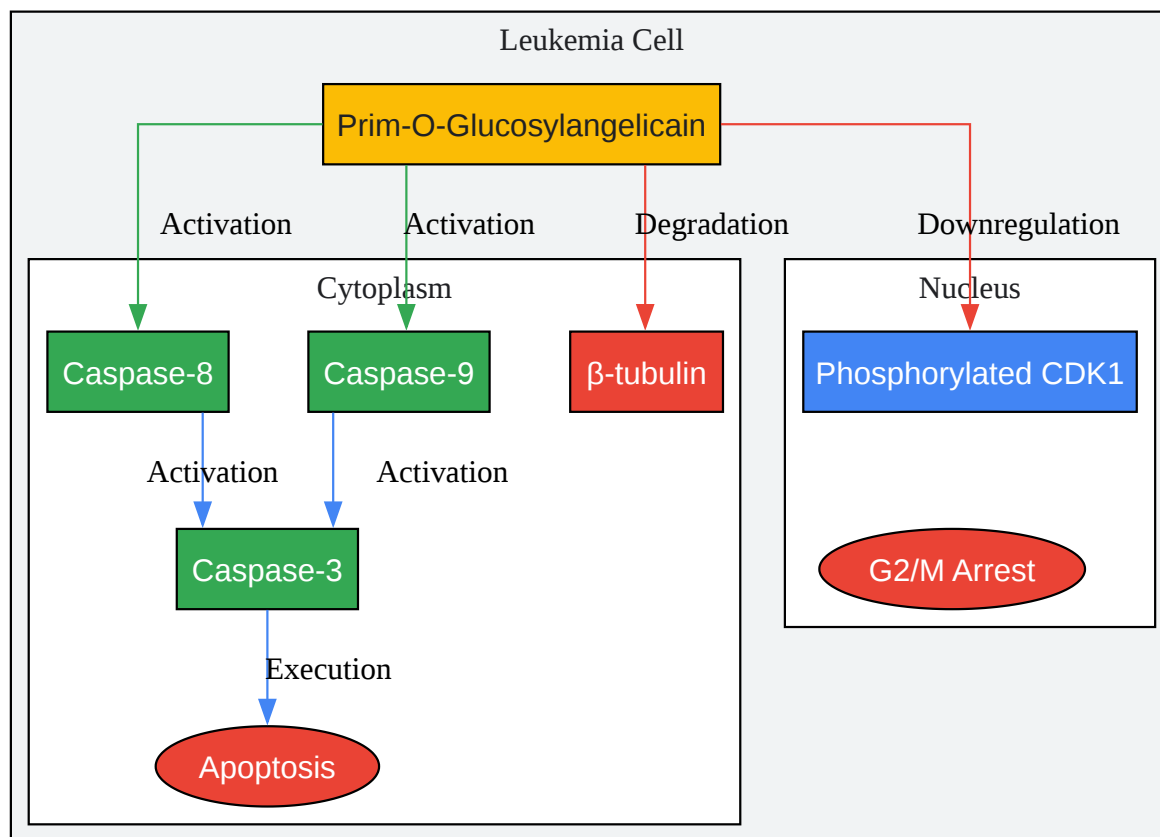 Leukemia Cell
Prim-O-Glucosylangelicain
Activation
Activation
Degradation
Downregulation
Cytoplasm
Nucleus
Caspase-8
Caspase-9
β-tubulin
Phosphorylated CDK1
Activation
Activation
Caspase-3
G2/M Arrest
Execution
Apoptosis